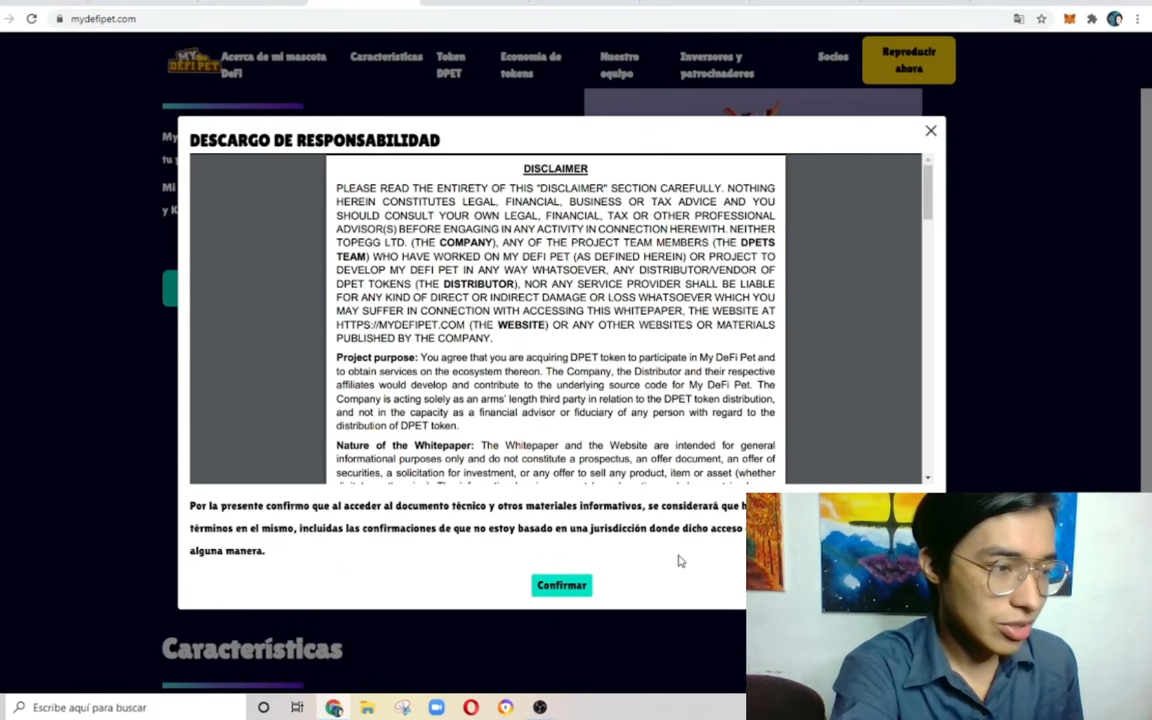 mydefipet.com
MY
DEFI PET
Acerca de mi mascota
DeFi
Características
Token
DPET
Economía de
tokens
Nuestro
equipo
Inversores y
patrocinadores
Socios
Reproducir
ahora
My
tu
Mi
y K
DESCARGO DE RESPONSABILIDAD
DISCLAIMER
PLEASE READ THE ENTIRETY OF THIS "DISCLAIMER" SECTION CAREFULLY. NOTHING
HEREIN CONSTITUTES LEGAL, FINANCIAL, BUSINESS OR TAX ADVICE AND YOU
SHOULD CONSULT YOUR OWN LEGAL, FINANCIAL, TAX OR OTHER PROFESSIONAL
ADVISOR(S) BEFORE ENGAGING IN ANY ACTIVITY IN CONNECTION HEREWITH. NEITHER
TOPEGG LTD. (THE COMPANY), ANY OF THE PROJECT TEAM MEMBERS (THE DPETS
TEAM) WHO HAVE WORKED ON MY DEFI PET (AS DEFINED HEREIN) OR PROJECT TO
DEVELOP MY DEFI PET IN ANY WAY WHATSOEVER, ANY DISTRIBUTOR/VENDOR OF
DPET TOKENS (THE DISTRIBUTOR), NOR ANY SERVICE PROVIDER SHALL BE LIABLE
FOR ANY KIND OF DIRECT OR INDIRECT DAMAGE OR LOSS WHATSOEVER WHICH YOU
MAY SUFFER IN CONNECTION WITH ACCESSING THIS WHITEPAPER, THE WEBSITE AT
HTTPS://MYDEFIPET.COM (THE WEBSITE) OR ANY OTHER WEBSITES OR MATERIALS
PUBLISHED BY THE COMPANY.
Project purpose: You agree that you are acquiring DPET token to participate in My DeFi Pet and
to obtain services on the ecosystem thereon. The Company, the Distributor and their respective
affiliates would develop and contribute to the underlying source code for My DeFi Pet. The
Company is acting solely as an arms' length third party in relation to the DPET token distribution,
and not in the capacity as a financial advisor or fiduciary of any person with regard to the
distribution of DPET token.
Nature of the Whitepaper: The Whitepaper and the Website are intended for general
informational purposes only and do not constitute a prospectus, an offer document, an offer of
securities, a solicitation for investment, or any offer to sell any product, item or asset (whether
Por la presente confirmo que al acceder al documento técnico y otros materiales informativos, se considerará que h
términos en el mismo, incluidas las confirmaciones de que no estoy basado en una jurisdicción donde dicho acceso
alguna manera.
Confirmar
Características
Escribe aquí para buscar